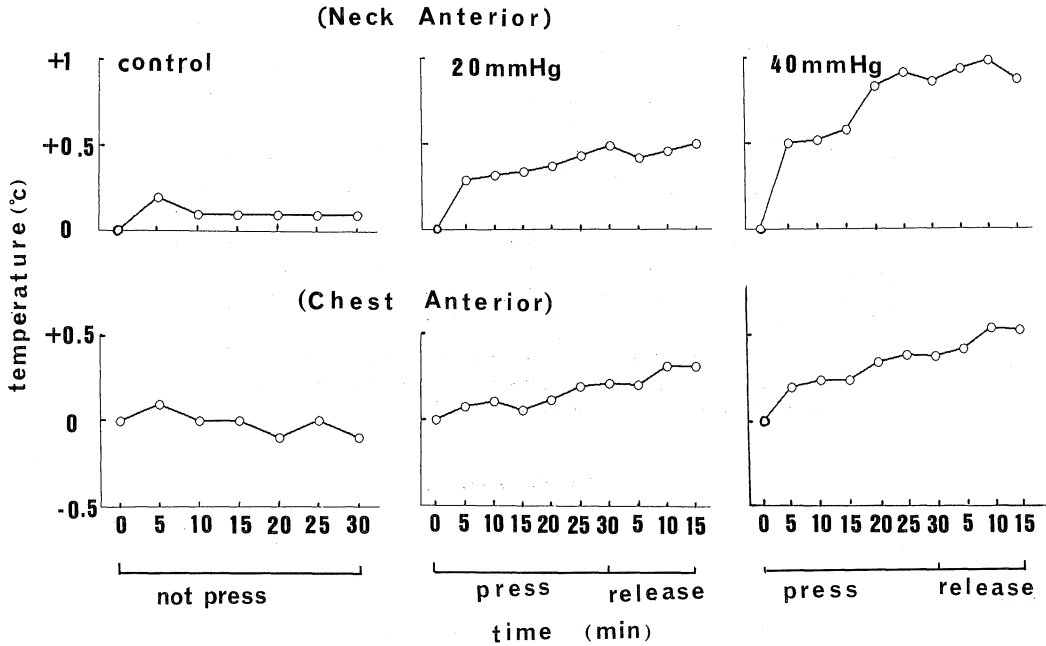 (Neck Anterior)
control
20mmHg
40mmHg
+1
+0.5
0
temperature (℃)
(Chest Anterior)
+0.5
0
-0.5
0 5 10 15 20 25 30
0 5 10 15 20 25 30 5 10 15
0 5 10 15 20 25 30 5 10 15
not press
press release
press release
time (min)